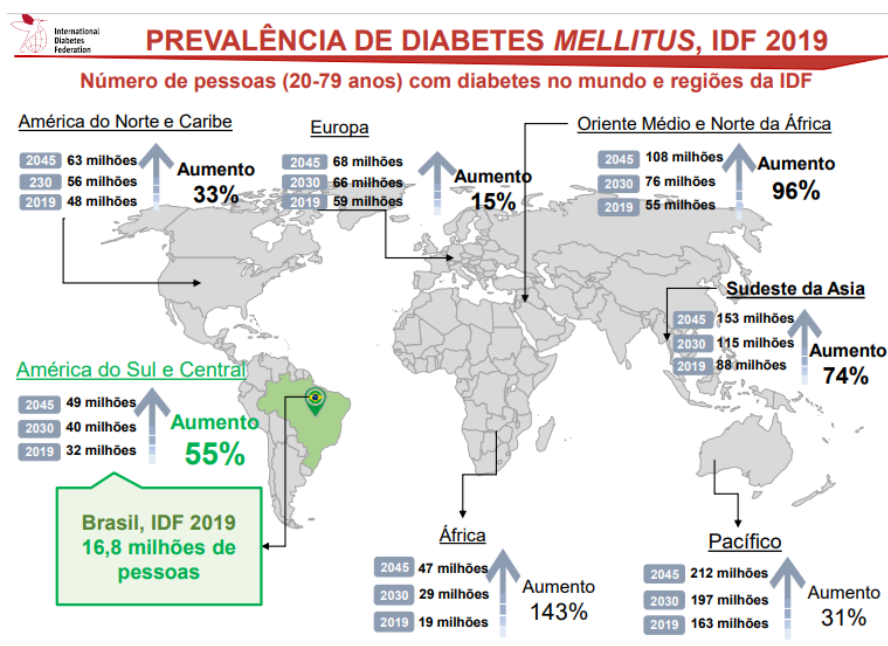 International
Diabetes
Federation
PREVALÊNCIA DE DIABETES MELLITUS, IDF 2019
Número de pessoas (20-79 anos) com diabetes no mundo e regiões da IDF
América do Norte e Caribe
2045 63 milhões
230 56 milhões
2019 48 milhões
Aumento
33%
Europa
2045 68 milhões
2030 66 milhões
2019 59 milhões
Aumento
15%
Oriente Médio e Norte da África
2045 108 milhões
2030 76 milhões
2019 55 milhões
Aumento
96%
Sudeste da Asia
2045 153 milhões
2030 115 milhões
2019 88 milhões
Aumento
74%
América do Sul e Central
2045 49 milhões
2030 40 milhões
2019 32 milhões
Aumento
55%
Brasil, IDF 2019
16,8 milhões de
pessoas
África
2045 47 milhões
2030 29 milhões
2019 19 milhões
Aumento
143%
Pacífico
2045 212 milhões
2030 197 milhões
2019 163 milhões
Aumento
31%